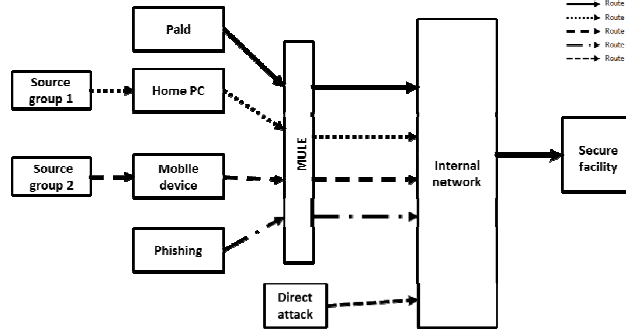 Pald
Source
group 1
Home PC
Source
group 2
Mobile
device
Phishing
MULE
Direct
attack
Internal
network
Secure
facility
Route
Route
Route
Route
Route